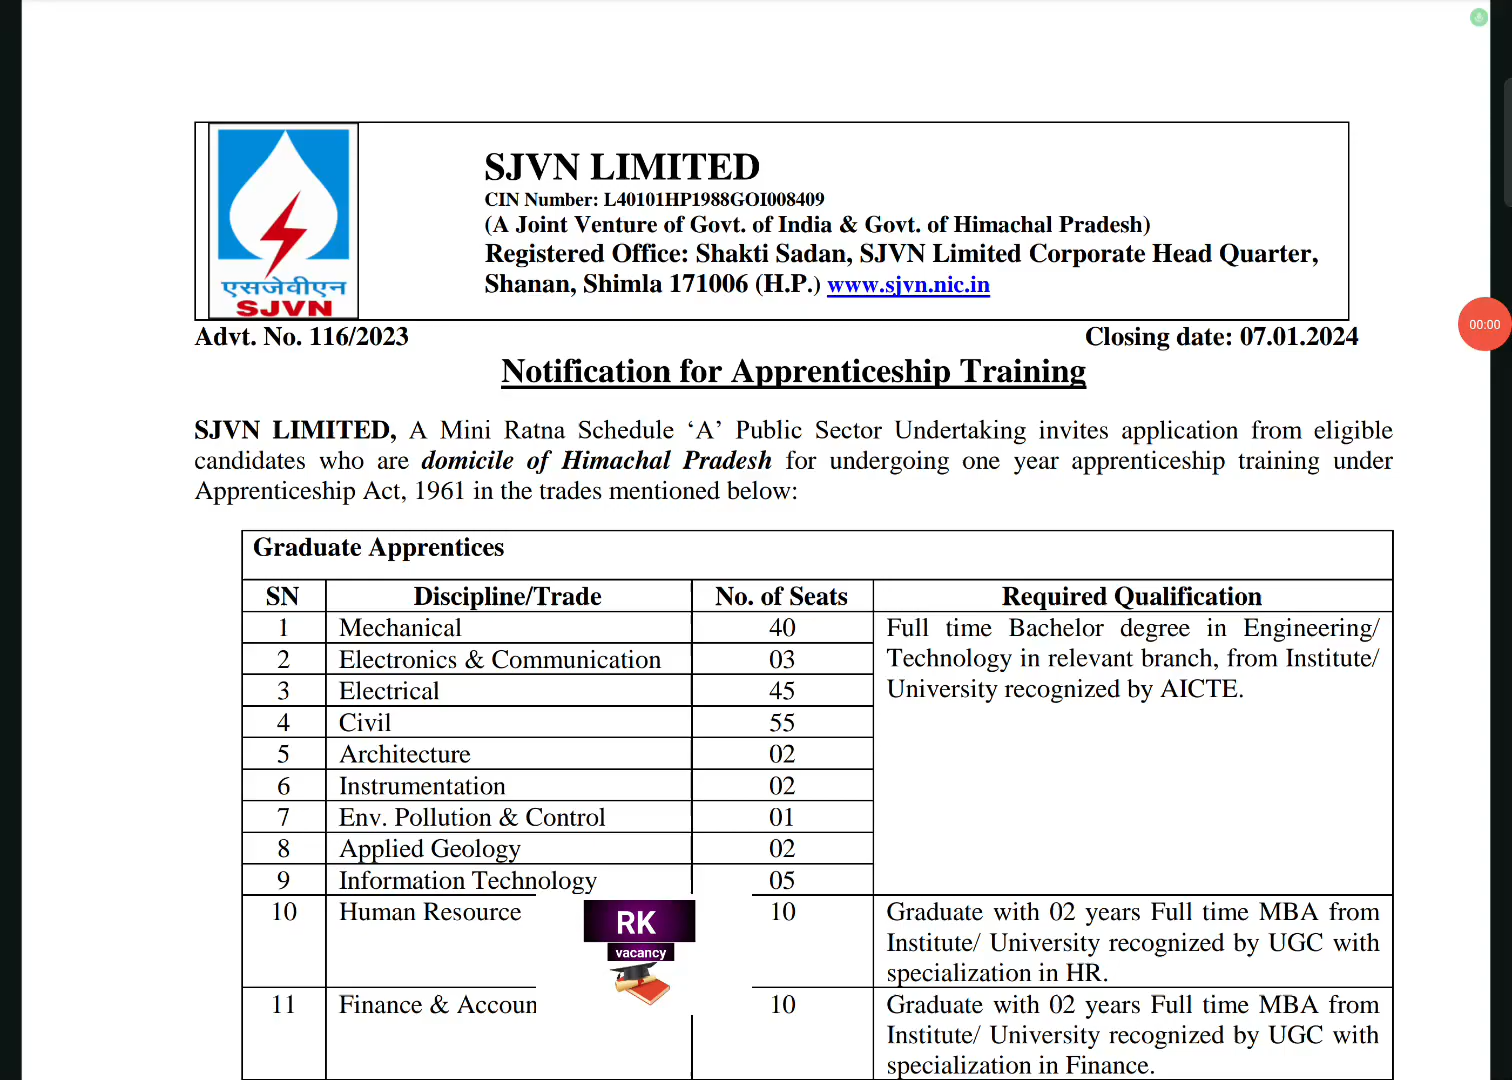 SJVN LIMITED
CIN Number: L40101HP1988GOI008409
(A Joint Venture of Govt. of India & Govt. of Himachal Pradesh)
Registered Office: Shakti Sadan, SJVN Limited Corporate Head Quarter,
Shanan, Shimla 171006 (H.P.) www.sjvn.nic.in
एसजेवीएन
SJVN
Advt. No. 116/2023 Closing date: 07.01.2024
00:00
Notification for Apprenticeship Training
SJVN LIMITED, A Mini Ratna Schedule ‘A’ Public Sector Undertaking invites application from eligible
candidates who are domicile of Himachal Pradesh for undergoing one year apprenticeship training under
Apprenticeship Act, 1961 in the trades mentioned below:
Graduate Apprentices
SN Discipline/Trade No. of Seats Required Qualification
1 Mechanical 40 Full time Bachelor degree in Engineering/
2 Electronics & Communication 03 Technology in relevant branch, from Institute/
3 Electrical 45 University recognized by AICTE.
4 Civil 55
5 Architecture 02
6 Instrumentation 02
7 Env. Pollution & Control 01
8 Applied Geology 02
9 Information Technology 05
10 Human Resource 10 Graduate with 02 years Full time MBA from
Institute/ University recognized by UGC with
specialization in HR.
RK
vacancy
11 Finance & Accoun 10 Graduate with 02 years Full time MBA from
Institute/ University recognized by UGC with
specialization in Finance.